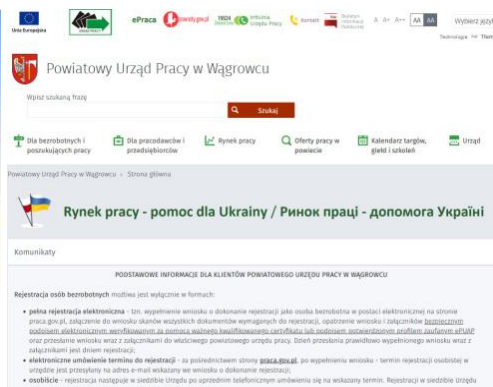 Unia Europejska
ePraca
19524
Infolinia
Urzędu Pracy
Kontakt
Biuletyn
Informacji
Publicznej
A A+ A++ AA AA
Wybierz języ
Powiatowy Urząd Pracy w Wągrowcu
Wpisz szukaną frazę
Szukaj
Dla bezrobotnych i
poszukujących pracy
Dla pracodawców i
przedsiębiorców
Rynek pracy
Oferty pracy w
powiecie
Kalendarz targów,
giełd i szkoleń
Urząd
Powiatowy Urząd Pracy w Wągrowcu › Strona główna
Rynek pracy - pomoc dla Ukrainy / Ринок праці - допомога Україні
Komunikaty
PODSTAWOWE INFORMACJE DLA KLIENTÓW POWIATOWEGO URZĘDU PRACY W WĄGROWCU
Rejestracja osób bezrobotnych możliwa jest wyłącznie w formach:
• pełna rejestracja elektroniczna - tzn. wypełnienie wniosku o dokonanie rejestracji jako osoba bezrobotna w postaci elektronicznej na stronie
praca.gov.pl, załączenie do wniosku skanów wszystkich dokumentów wymaganych do rejestracji, opatrzenie wniosku i załączników bezpiecznym
podpisem elektronicznym weryfikowanym za pomocą ważnego kwalifikowanego certyfikatu lub podpisem potwierdzonym profilem zaufanym ePUAP
oraz przesłanie wniosku wraz z załącznikami do właściwego powiatowego urzędu pracy. Dzień przesłania prawidłowo wypełnionego wniosku wraz z
załącznikami jest dniem rejestracji;
• elektroniczne umówienie terminu do rejestracji - za pośrednictwem strony praca.gov.pl, po wypełnieniu wniosku - termin rejestracji osobistej w
urzędzie jest przesyłany na adres e-mail wskazany we wniosku o dokonanie rejestracji;
• osobiście - rejestracja następuje w siedzibie Urzędu po uprzednim telefonicznym umówieniu się na wskazany termin. Rejestracji w siedzibie Urzędu